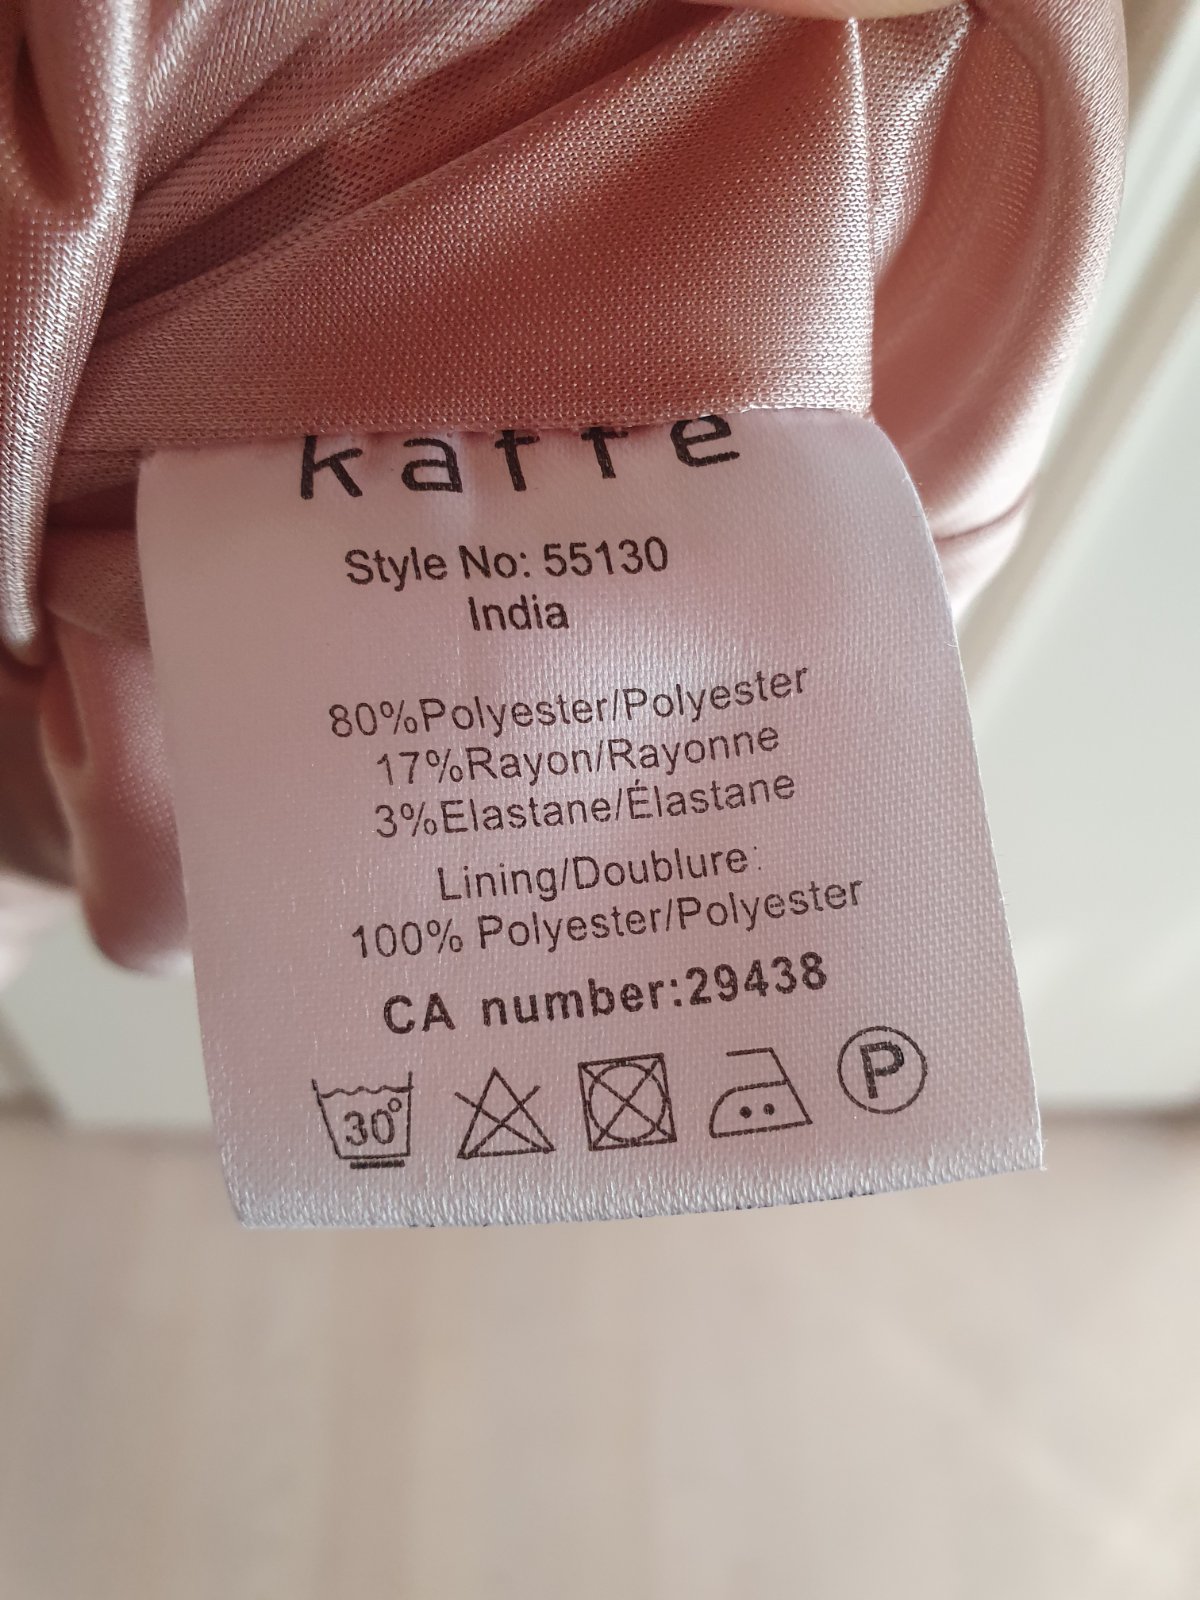 kaffe
Style No: 55130
India
80%Polyester/Polyester
17%Rayon/Rayonne
3%Elastane/Élastane
Lining/Doublure:
100% Polyester/Polyester
CA number:29438
30°
P